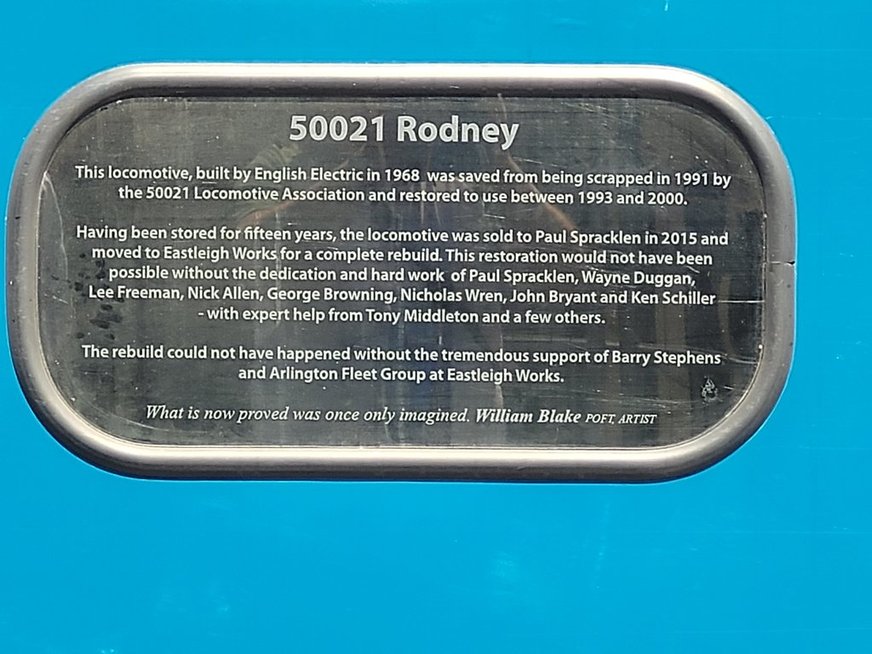 50021 Rodney
This locomotive, built by English Electric in 1968 was saved from being scrapped in 1991 by
the 50021 Locomotive Association and restored to use between 1993 and 2000.
Having been stored for fifteen years, the locomotive was sold to Paul Spracklen in 2015 and
moved to Eastleigh Works for a complete rebuild. This restoration would not have been
possible without the dedication and hard work of Paul Spracklen, Wayne Duggan,
Lee Freeman, Nick Allen, George Browning, Nicholas Wren, John Bryant and Ken Schiller
- with expert help from Tony Middleton and a few others.
The rebuild could not have happened without the tremendous support of Barry Stephens
and Arlington Fleet Group at Eastleigh Works.
What is now proved was once only imagined. William Blake POET, ARTIST